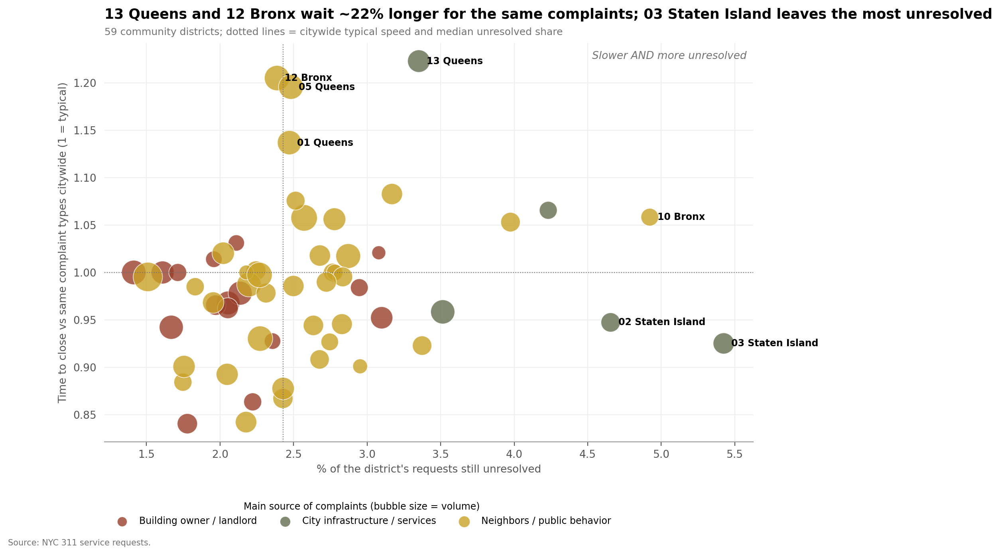 13 Queens and 12 Bronx wait ~22% longer for the same complaints; 03 Staten Island leaves the most unresolved
59 community districts; dotted lines = citywide typical speed and median unresolved share
Slower AND more unresolved
13 Queens
12 Bronx
05 Queens
01 Queens
10 Bronx
02 Staten Island
03 Staten Island
Time to close vs same complaint types citywide (1 = typical)
1.20
1.15
1.10
1.05
1.00
0.95
0.90
0.85
1.5 2.0 2.5 3.0 3.5 4.0 4.5 5.0 5.5
% of the district's requests still unresolved
Main source of complaints (bubble size = volume)
Building owner / landlord City infrastructure / services Neighbors / public behavior
Source: NYC 311 service requests.